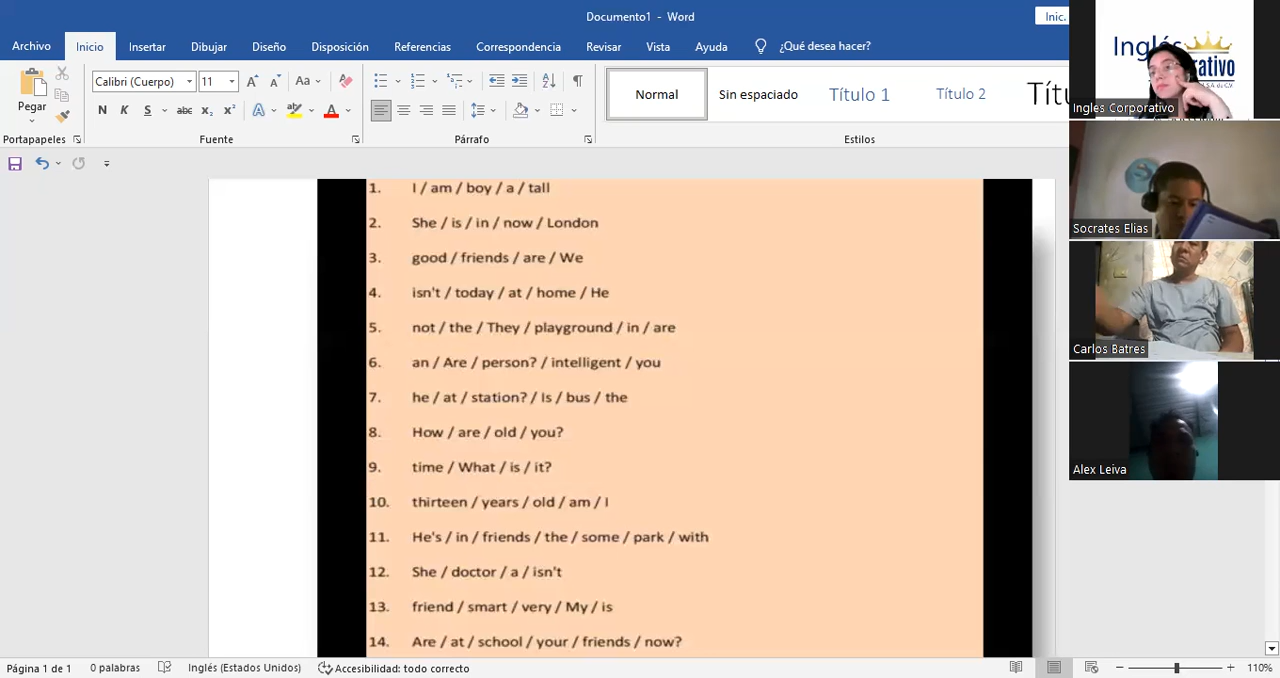 Documento1 - Word
Inic.
Archivo Inicio Insertar Dibujar Diseño Disposición Referencias Correspondencia Revisar Vista Ayuda ¿Qué desea hacer?
Pegar
Calibri (Cuerpo) 11
Aa
N K S abc x₂ x²
Normal Sin espaciado Título 1 Título 2
Portapapeles Fuente Párrafo Estilos
1. I / am / boy / a / tall
2. She / is / in / now / London
3. good / friends / are / We
4. isn't / today / at / home / He
5. not / the / They / playground / in / are
6. an / Are / person? / intelligent / you
7. he / at / station? / Is / bus / the
8. How / are / old / you?
9. time / What / is / it?
10. thirteen / years / old / am / I
11. He's / in / friends / the / some / park / with
12. She / doctor / a / isn't
13. friend / smart / very / My / is
14. Are / at / school / your / friends / now?
Inglés
Ingles Corporativo
Socrates Elias
Carlos Batres
Alex Leiva
Página 1 de 1 0 palabras Inglés (Estados Unidos) Accesibilidad: todo correcto 110%